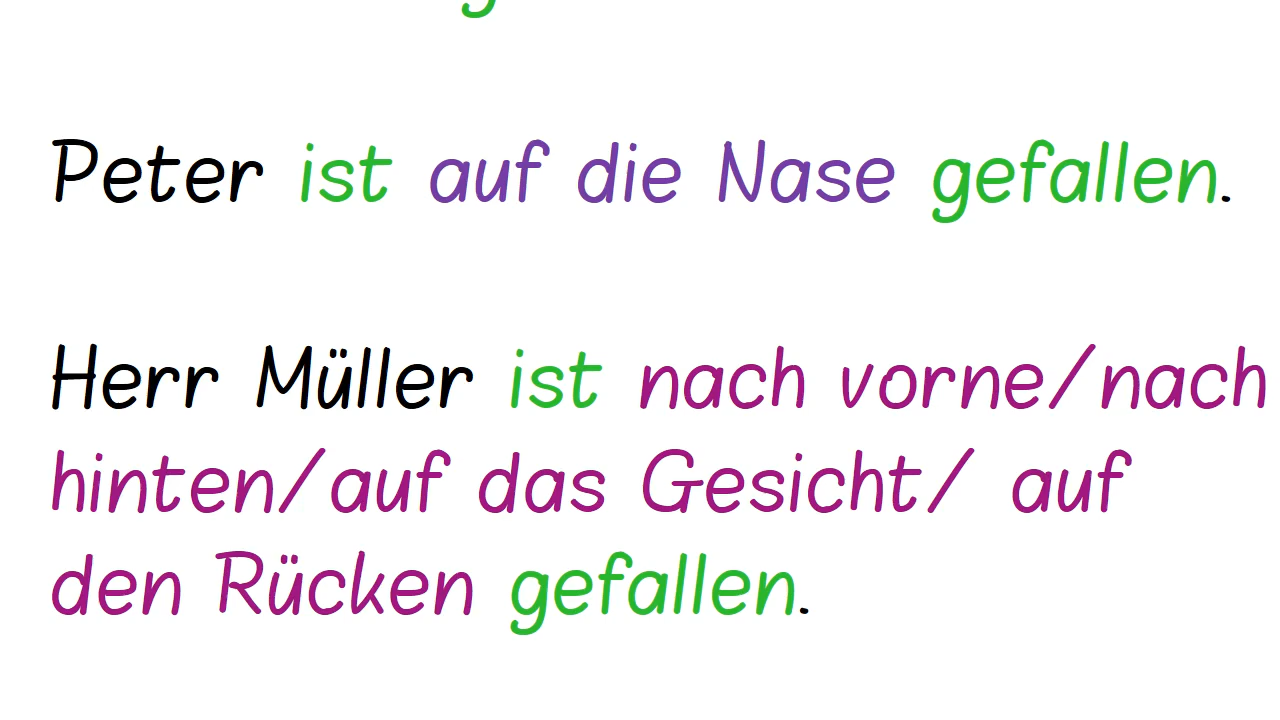 Peter ist auf die Nase gefallen.
Herr Müller ist nach vorne/nach
hinten/auf das Gesicht/ auf
den Rücken gefallen.